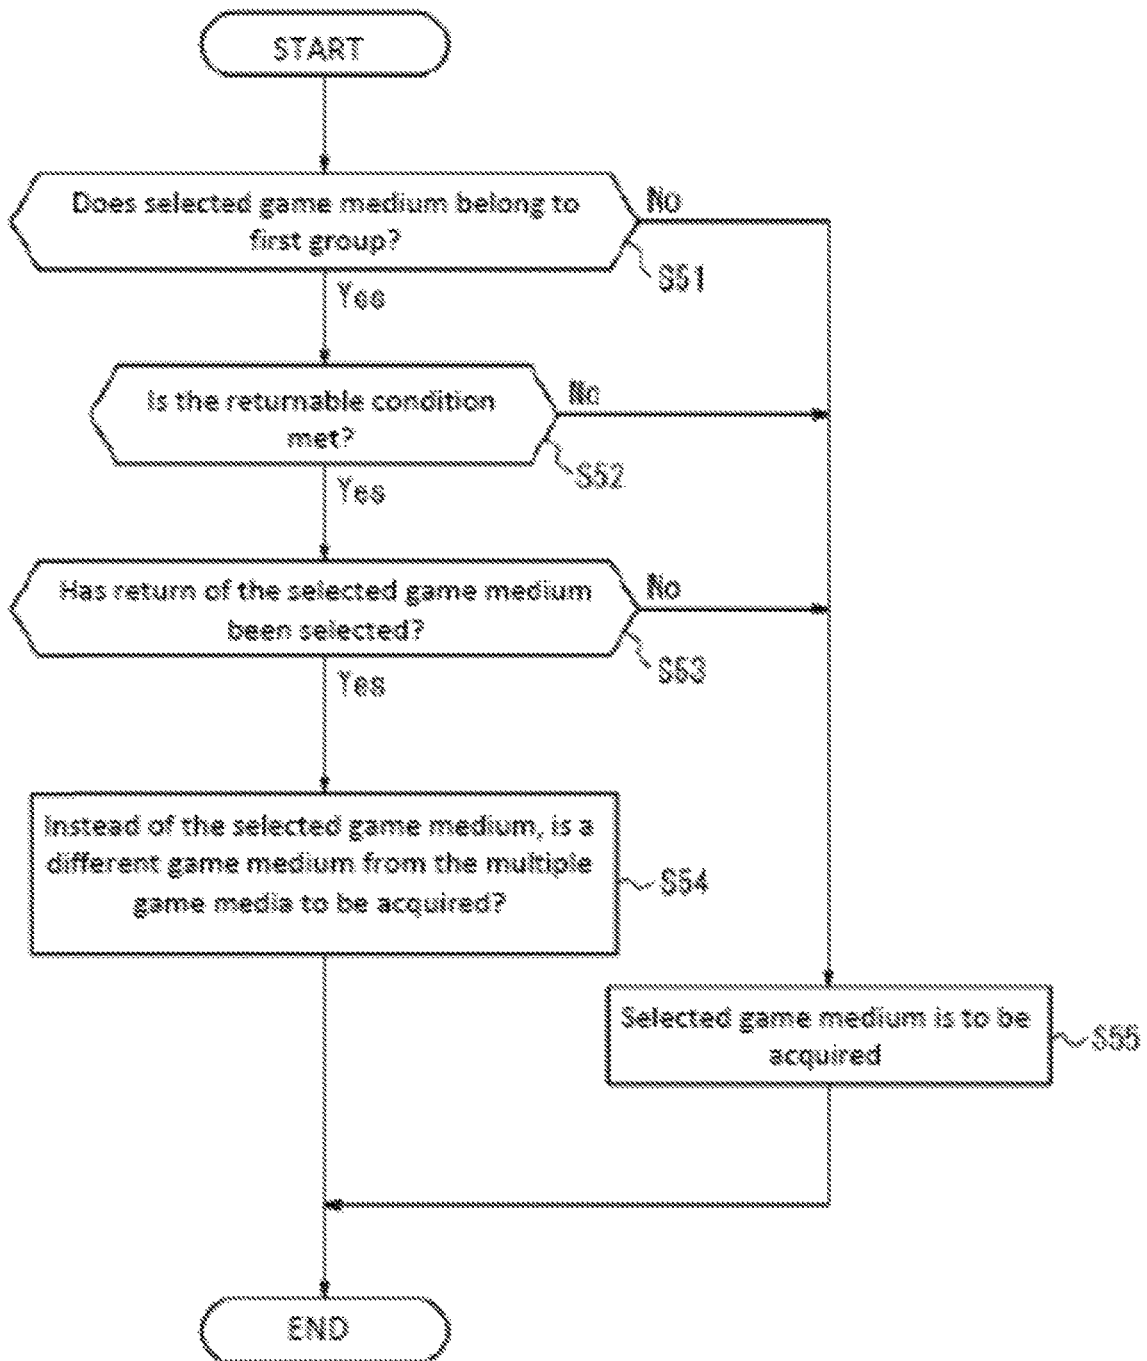 START
Does selected game medium belong to
first group?
No
S51
Yes
Is the returnable condition
met?
No
S52
Yes
Has return of the selected game medium
been selected?
No
S53
Yes
Instead of the selected game medium, is a
different game medium from the multiple
game media to be acquired?
S54
Selected game medium is to be
acquired
S55
END